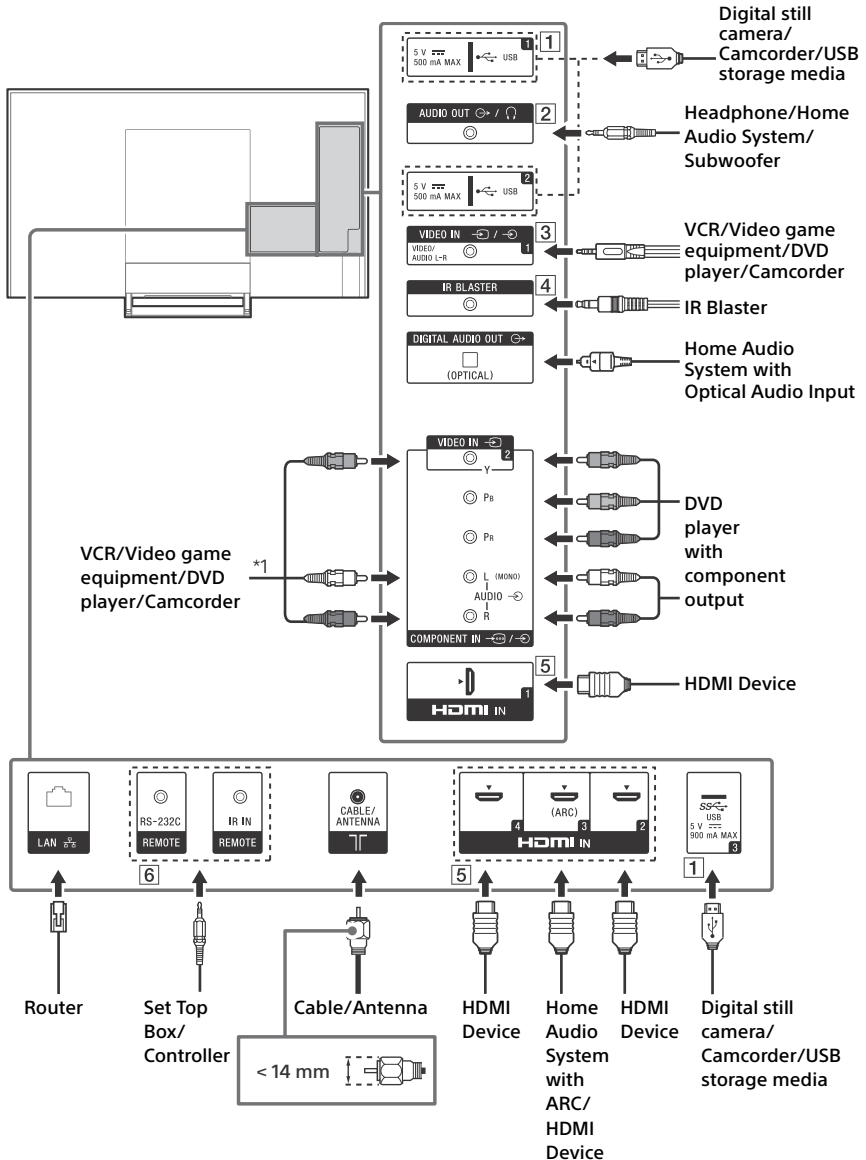 Digital still
camera/
Camcorder/USB
storage media
5 V
500 mA MAX
USB
1
1
AUDIO OUT /
2
Headphone/Home
Audio System/
Subwoofer
5 V
500 mA MAX
USB
2
VIDEO IN /
VIDEO/
AUDIO L-R
1
3
VCR/Video game
equipment/DVD
player/Camcorder
IR BLASTER
4
IR Blaster
DIGITAL AUDIO OUT
(OPTICAL)
Home Audio
System with
Optical Audio Input
VIDEO IN
2
Y
PB
PR
L (MONO)
AUDIO
R
COMPONENT IN /
VCR/Video game
equipment/DVD
player/Camcorder
*1
DVD
player
with
component
output
5
1
HDMI IN
HDMI Device
LAN
RS-232C
REMOTE
IR IN
REMOTE
6
CABLE/
ANTENNA
(ARC)
4
3
2
HDMI IN
5
SS
USB
5 V
900 mA MAX
3
1
Router
Set Top
Box/
Controller
Cable/Antenna
< 14 mm
HDMI
Device
Home
Audio
System
with
ARC/
HDMI
Device
HDMI
Device
Digital still
camera/
Camcorder/USB
storage media